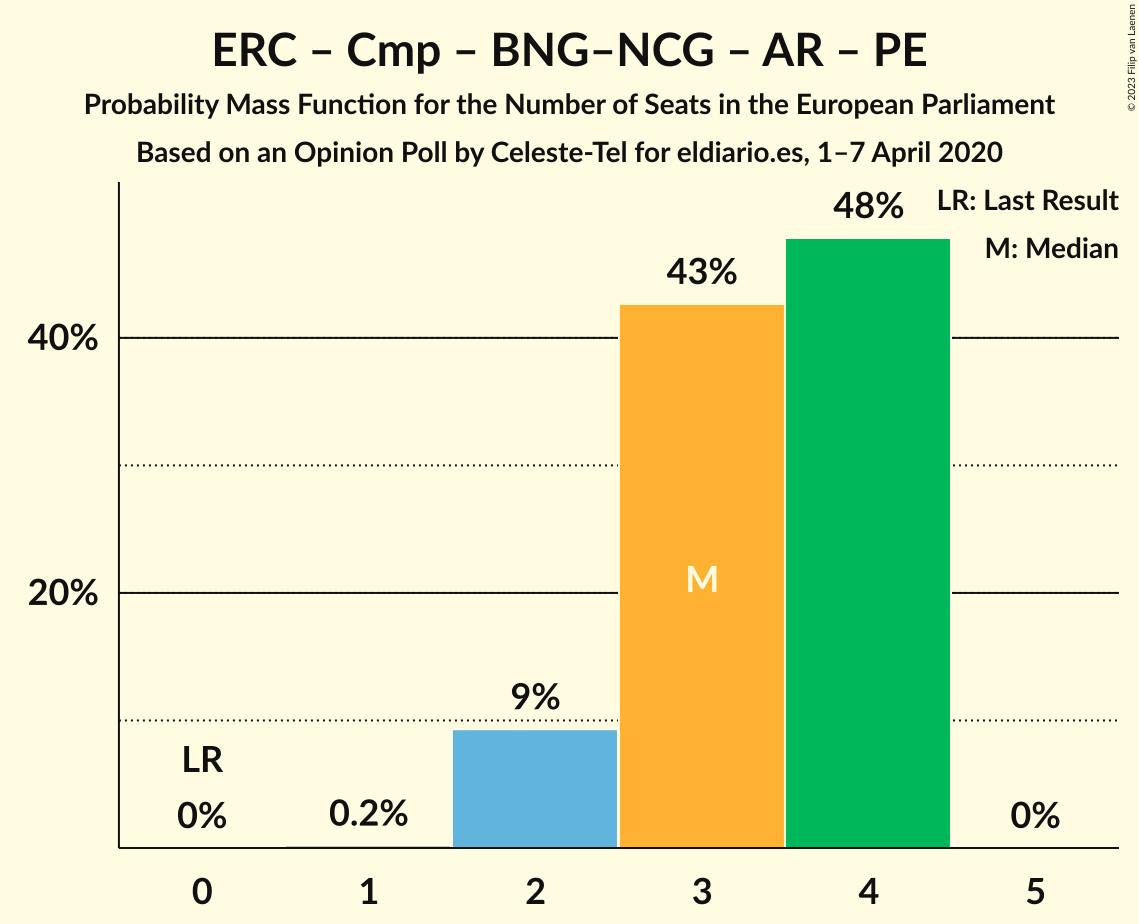 ERC – Cmp – BNG–NCG – AR – PE
Probability Mass Function for the Number of Seats in the European Parliament
Based on an Opinion Poll by Celeste-Tel for eldiario.es, 1–7 April 2020
© 2023 Filip van Laenen
LR: Last Result
M: Median
48%
43%
40%
M
20%
9%
LR
0%
0.2%
0%
0 1 2 3 4 5